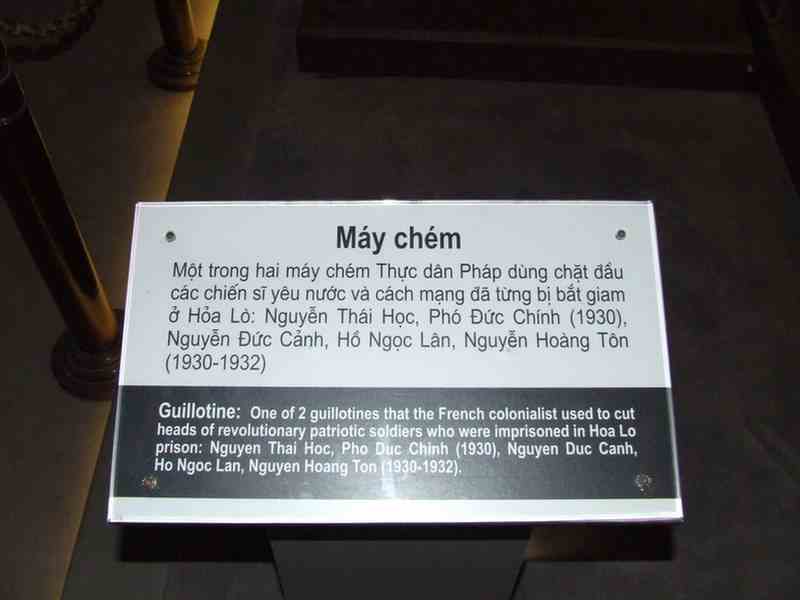 Máy chém
Một trong hai máy chém Thực dân Pháp dùng chặt đầu
các chiến sĩ yêu nước và cách mạng đã từng bị bắt giam
ở Hỏa Lò: Nguyễn Thái Học, Phó Đức Chính (1930),
Nguyễn Đức Cảnh, Hồ Ngọc Lân, Nguyễn Hoàng Tôn
(1930-1932)
Guillotine: One of 2 guillotines that the French colonialist used to cut
heads of revolutionary patriotic soldiers who were imprisoned in Hoa Lo
prison: Nguyen Thai Hoc, Pho Duc Chinh (1930), Nguyen Duc Canh,
Ho Ngoc Lan, Nguyen Hoang Ton (1930-1932).